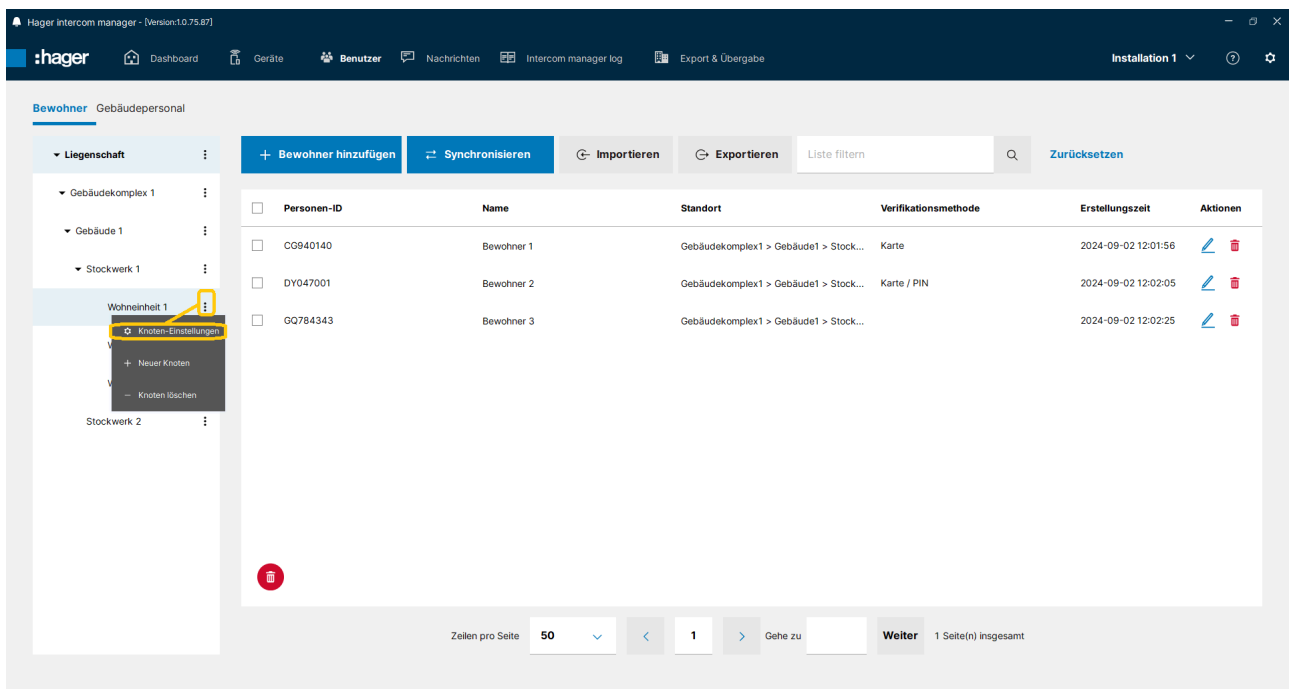 Hager intercom manager - [Version:1.0.75.87]
:hager Dashboard Geräte Benutzer Nachrichten Intercom manager log Export & Übergabe Installation 1
Bewohner Gebäudepersonal
Liegenschaft
Gebäudekomplex 1
Gebäude 1
Stockwerk 1
Wohneinheit 1
Knoten-Einstellungen
Neuer Knoten
Knoten löschen
Stockwerk 2
+ Bewohner hinzufügen Synchronisieren Importieren Exportieren Liste filtern Zurücksetzen
Personen-ID Name Standort Verifikationsmethode Erstellungszeit Aktionen
CG940140 Bewohner 1 Gebäudekomplex1 > Gebäude1 > Stock... Karte 2024-09-02 12:01:56
DY047001 Bewohner 2 Gebäudekomplex1 > Gebäude1 > Stock... Karte / PIN 2024-09-02 12:02:05
GQ784343 Bewohner 3 Gebäudekomplex1 > Gebäude1 > Stock... 2024-09-02 12:02:25
Zeilen pro Seite 50 < 1 > Gehe zu Weiter 1 Seite(n) insgesamt